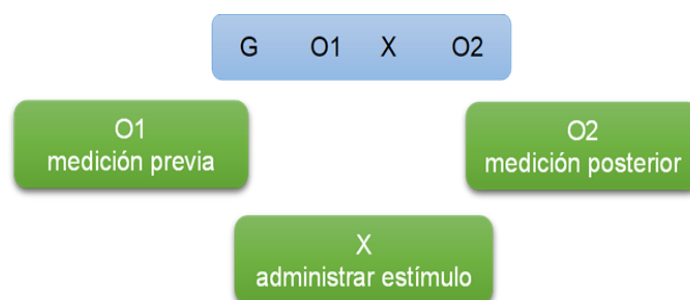 G O1 X O2
O1
medición previa
O2
medición posterior
X
administrar estímulo